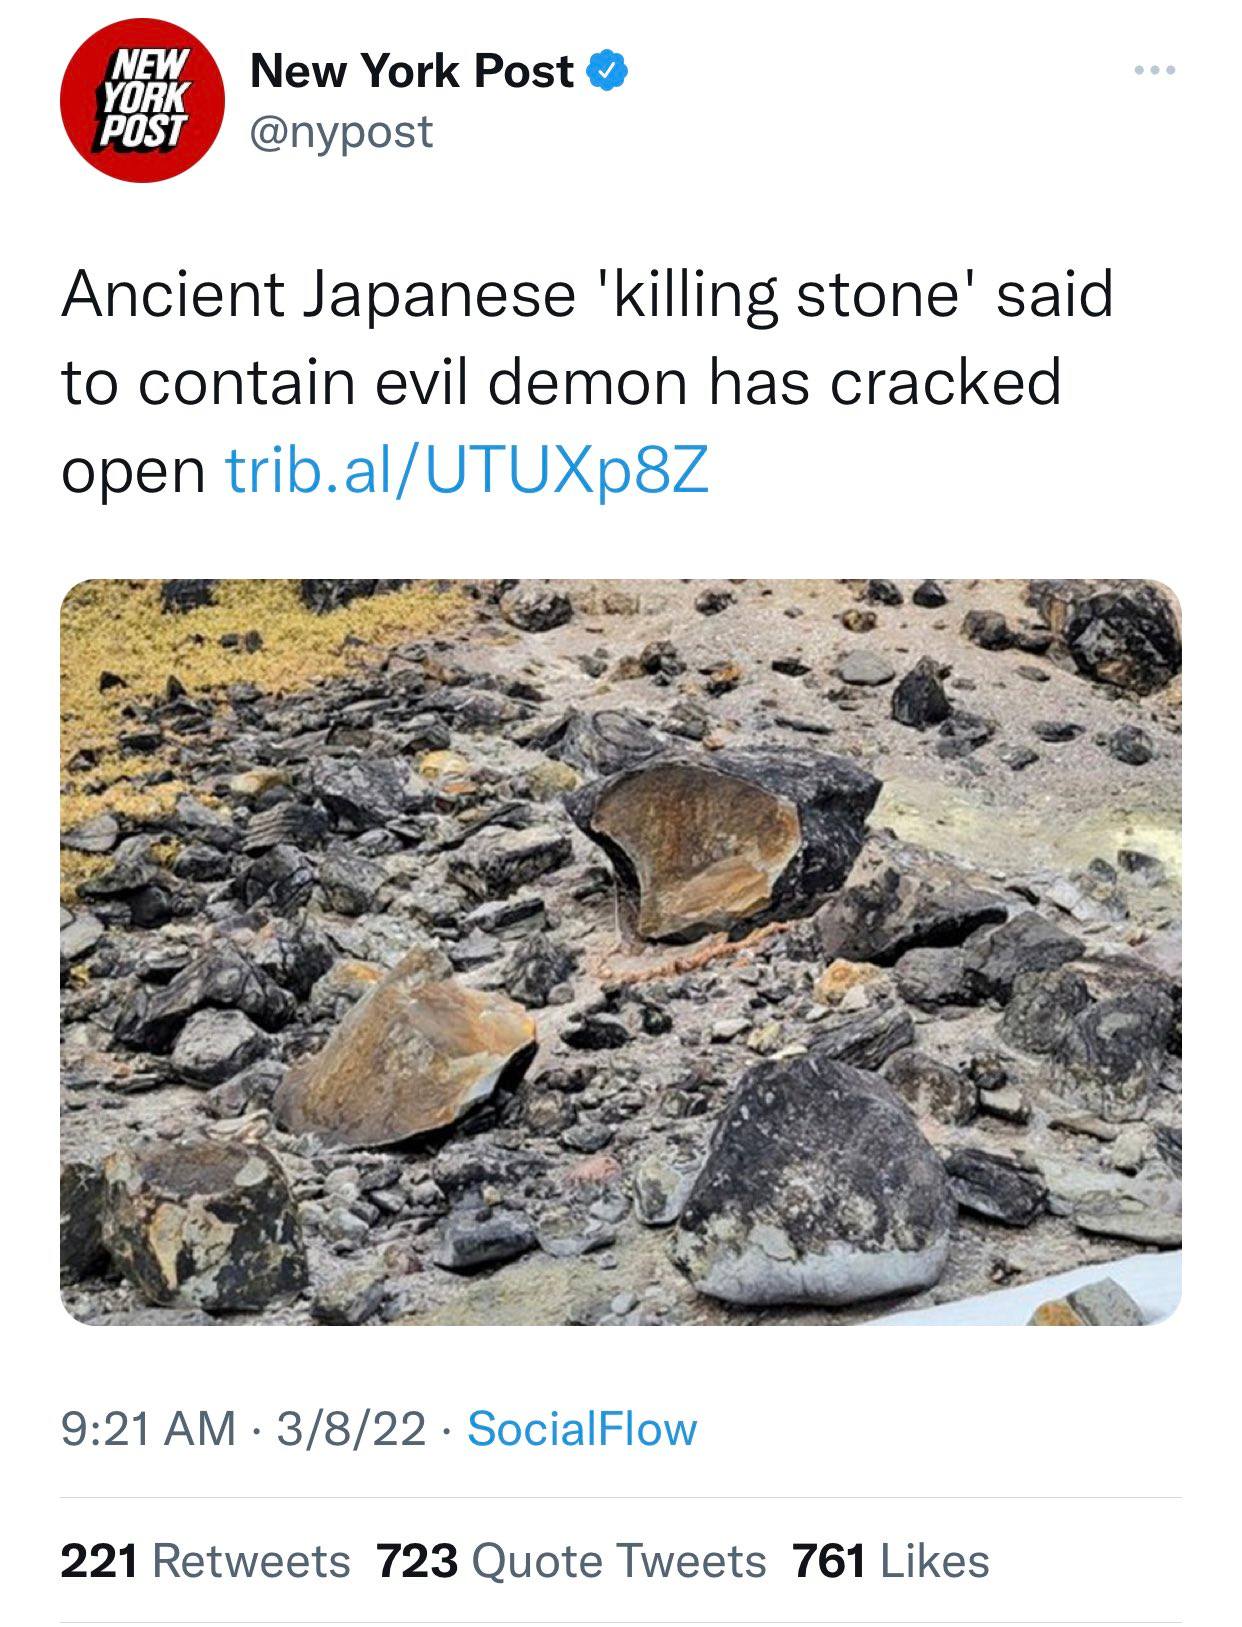 NEW
YORK
POST
New York Post
@nypost
Ancient Japanese 'killing stone' said
to contain evil demon has cracked
open trib.al/UTUXp8Z
9:21 AM · 3/8/22 · SocialFlow
221 Retweets 723 Quote Tweets 761 Likes